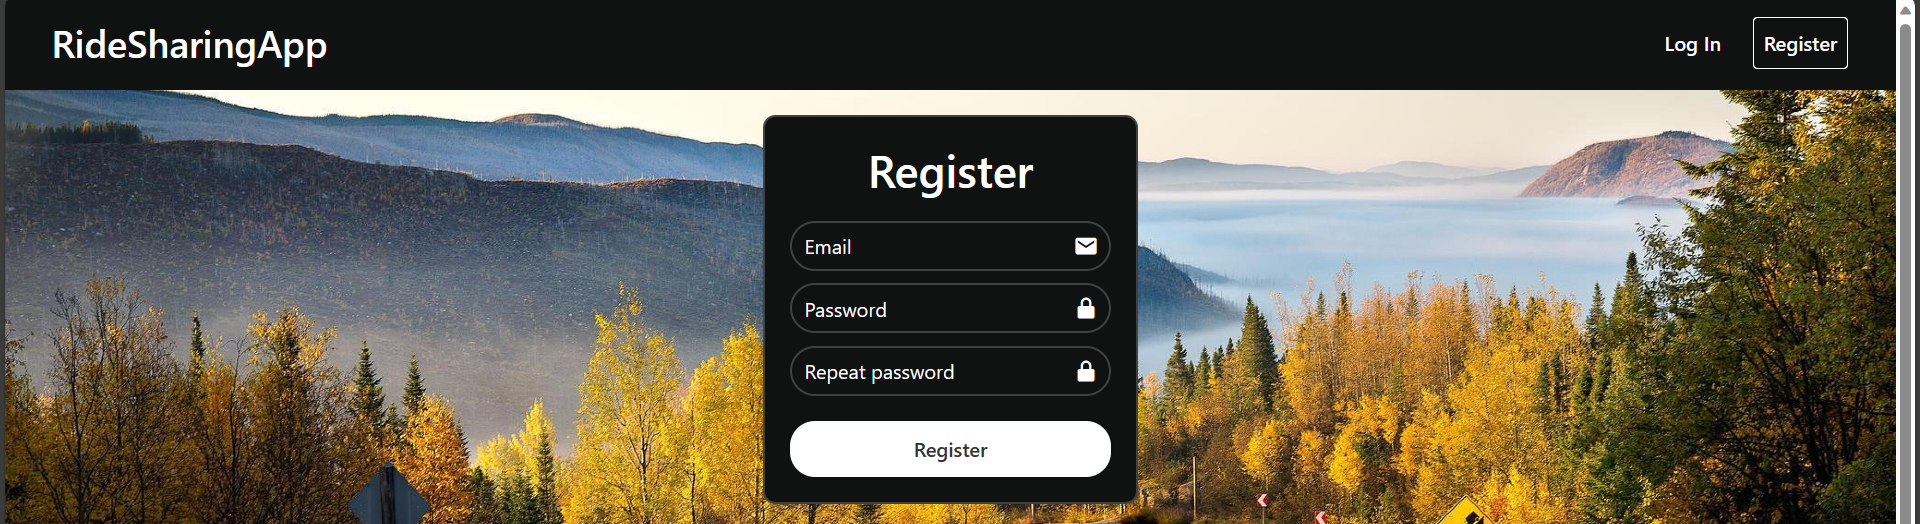 RideSharingApp
Log In
Register
Register
Email
Password
Repeat password
Register